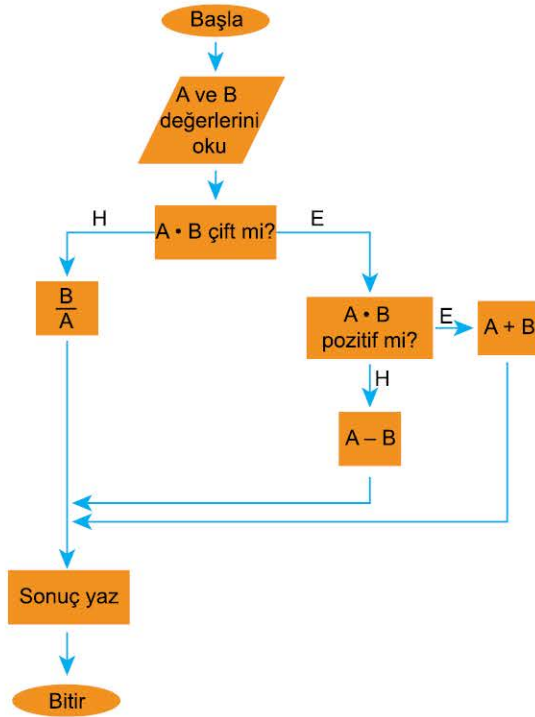 Başla
A ve B
değerlerini
oku
H
A • B çift mi?
E
B
A
A • B
pozitif mi?
E
A + B
H
A – B
Sonuç yaz
Bitir